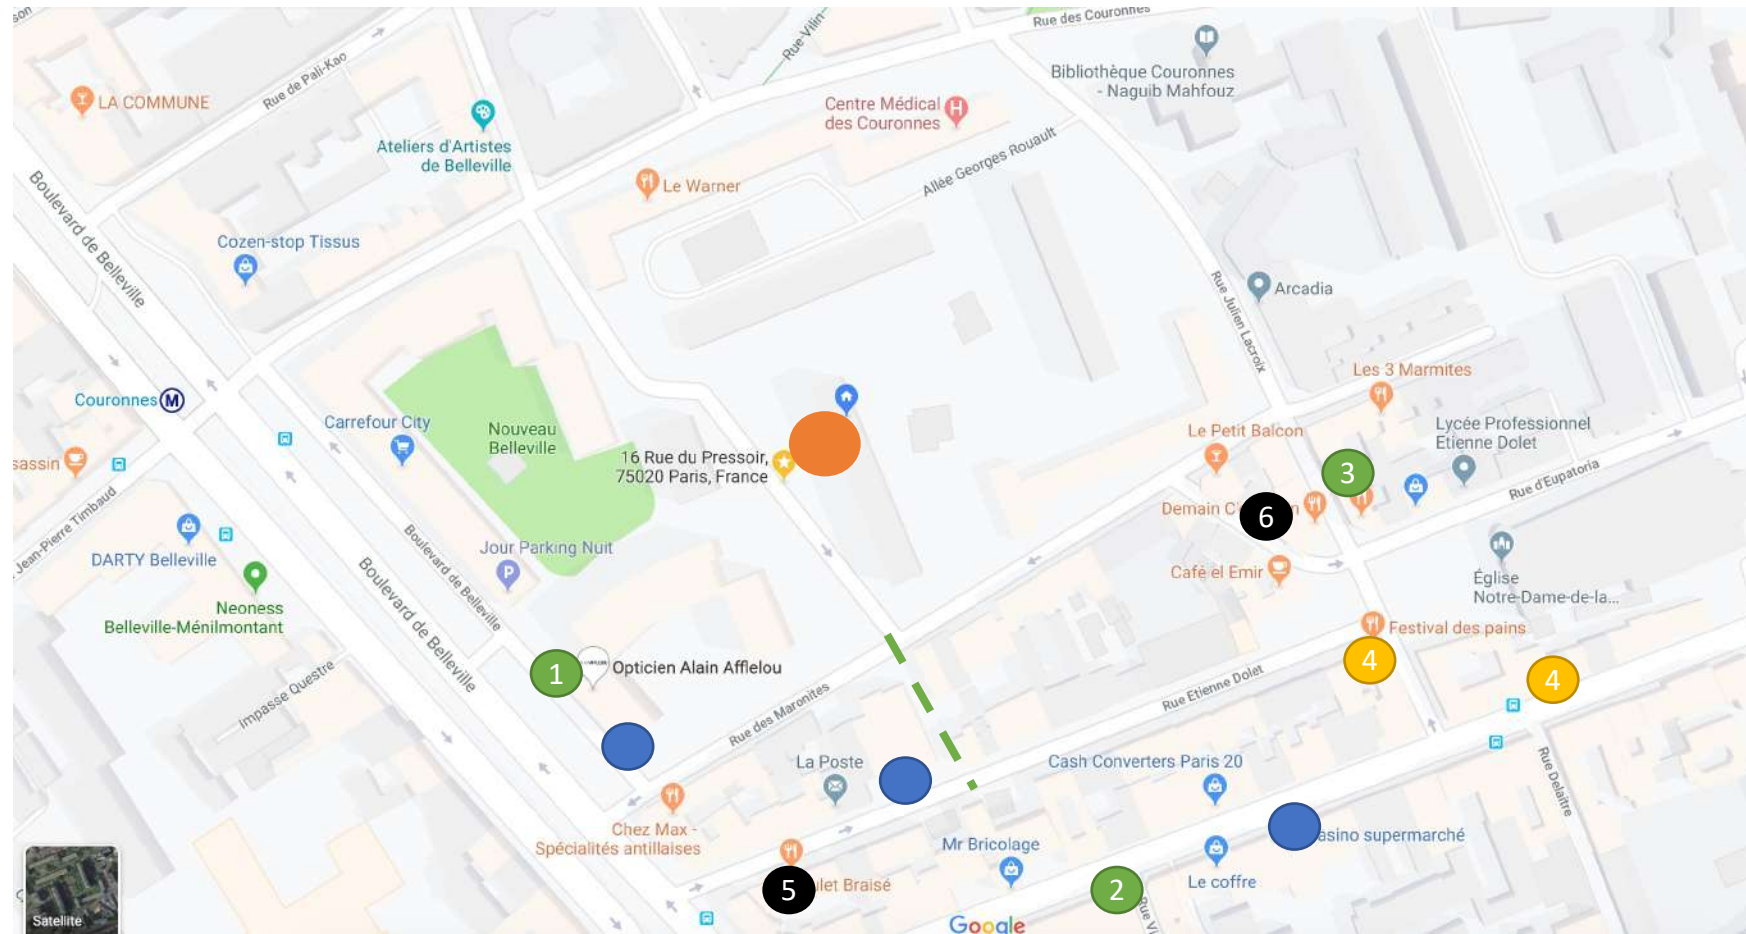 son
Rue des Couronnes
Rue-Vilin
Rue de Pali-Kao
Bibliothèque Couronnes
- Naguib Mahfouz
LA COMMUNE
Centre Médical
des Couronnes
H
Ateliers d'Artistes
de Belleville
Allée Georges Rouault
Le Warner
Boulevard de Belleville
Cozen-stop Tissus
Rue Julien Lacroix
Arcadia
Les 3 Marmites
Couronnes
M
Carrefour City
Nouveau
Belleville
Le Petit Balcon
Lycée Professionnel
Etienne Dolet
16 Rue du Pressoir,
75020 Paris, France
sassin
3
Rue d'Eupatoria
Jean-Pierre Timbaud
Demain C'
6
Boulevard de Belleville
Jour Parking Nuit
P
DARTY Belleville
Café el Emir
Église
Notre-Dame-de-la...
Boulevard de Belleville
Neoness
Belleville-Ménilmontant
Festival des pains
1
Opticien Alain Afflelou
4
4
Impasse Questre
Rue des Maronites
Rue Etienne Dolet
La Poste
Cash Converters Paris 20
Rue Delaitre
Chez Max -
Spécialités antillaises
Mr Bricolage
asino supermarché
5
ulet Braisé
2
Le coffre
Satellite
Google
Rue Vi